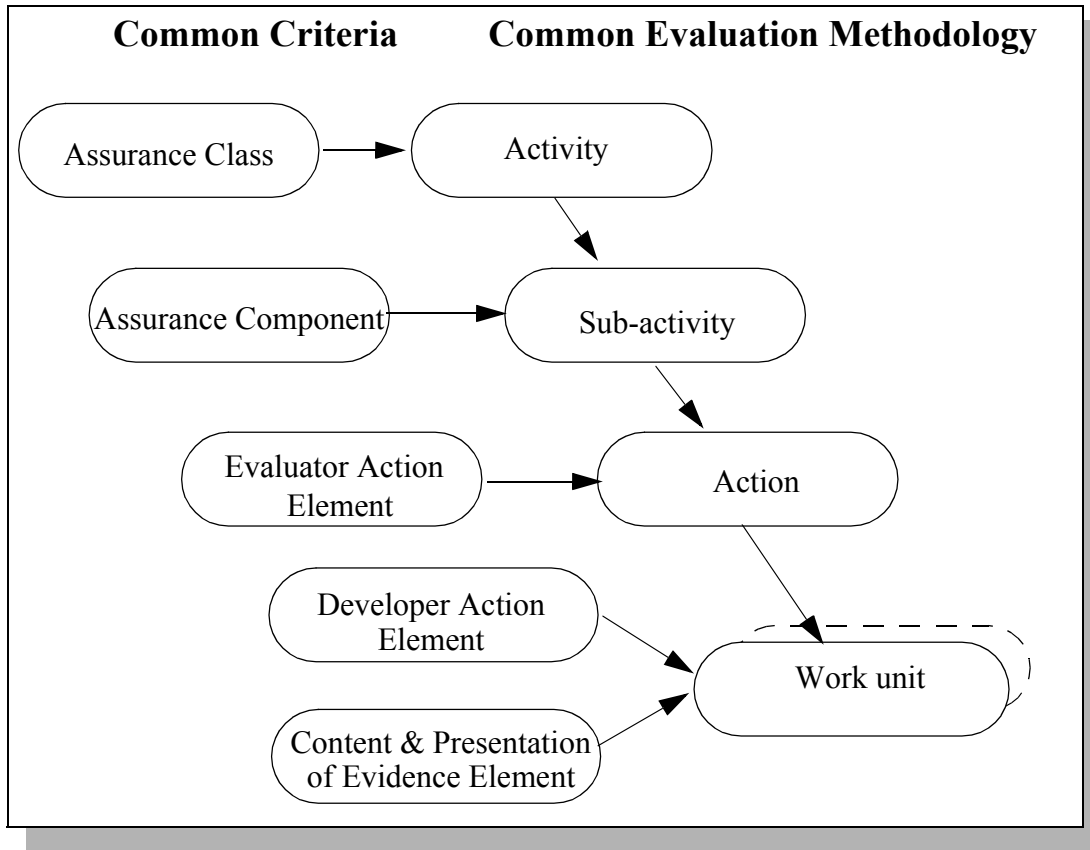 Common Criteria
Common Evaluation Methodology
Assurance Class
Activity
Assurance Component
Sub-activity
Evaluator Action
Element
Action
Developer Action
Element
Work unit
Content & Presentation
of Evidence Element